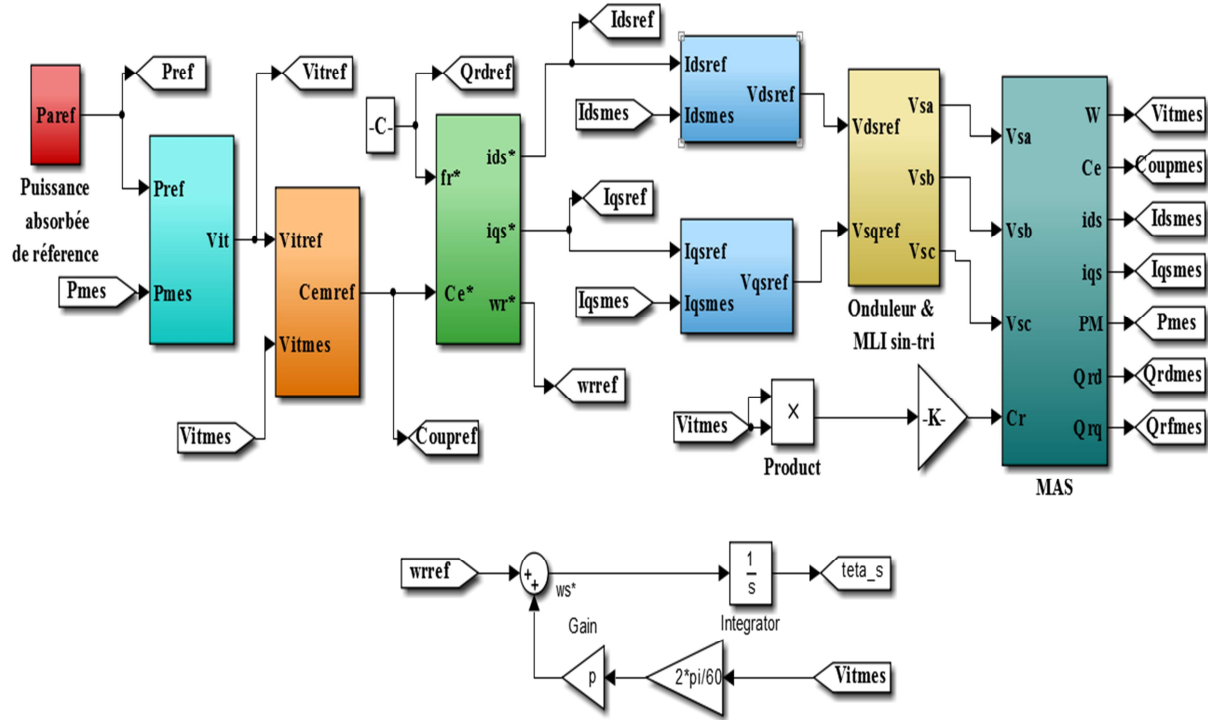 Paref
Puissance
absorbée
de réference
Pref
Pref
Pmes
Vit
Pmes
Vitref
Vitref
Vitmes
Cemref
Vitmes
Coupref
-C-
Qrdref
fr*
Ce*
ids*
iqs*
wr*
wrref
Idsref
Iqsref
Idsmes
Idsref
Idsmes
Vdsref
Iqsmes
Iqsref
Iqsmes
Vqsref
Vdsref
Vsqref
Vsa
Vsb
Vsc
Onduleur &
MLI sin-tri
Vitmes
X
Product
-K-
Vsa
Vsb
Vsc
Cr
W
Ce
ids
iqs
PM
Qrd
Qrq
MAS
Vitmes
Coupmes
Idsmes
Iqsmes
Pmes
Qrdmes
Qrfmes
wrref
+
+
ws*
1
s
Integrator
teta_s
Gain
p
2*pi/60
Vitmes